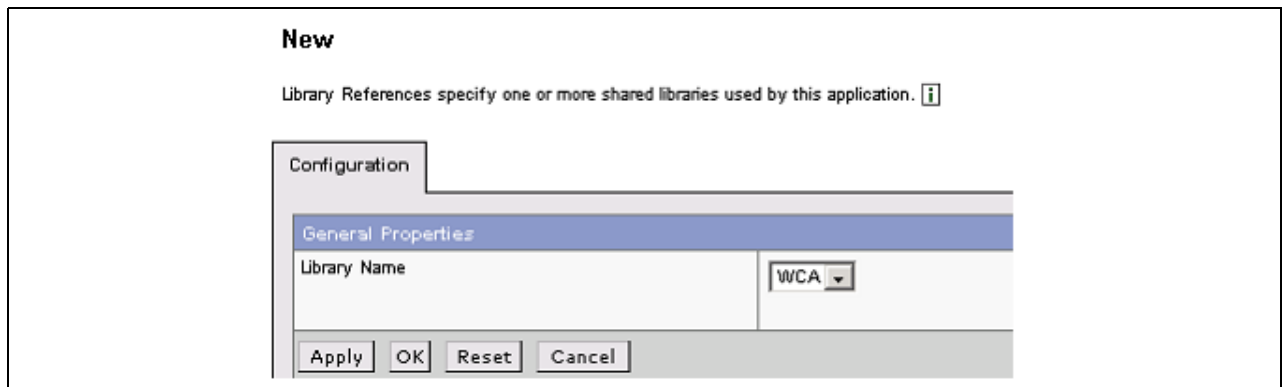 New
Library References specify one or more shared libraries used by this application. i
Configuration
General Properties
Library Name
WCA
Apply OK Reset Cancel